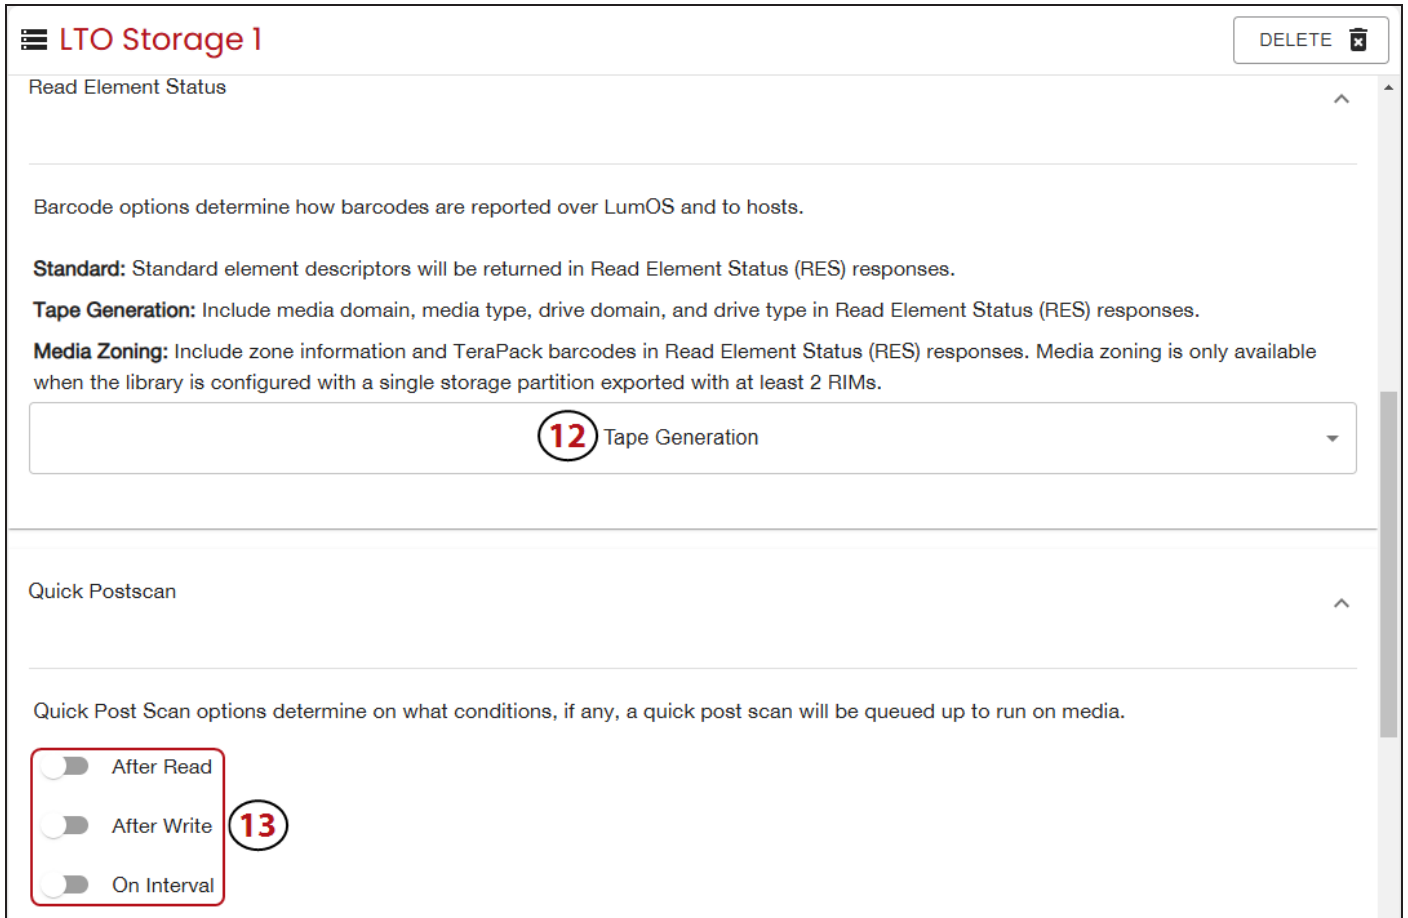 LTO Storage 1
DELETE
Read Element Status
Barcode options determine how barcodes are reported over LumOS and to hosts.
Standard: Standard element descriptors will be returned in Read Element Status (RES) responses.
Tape Generation: Include media domain, media type, drive domain, and drive type in Read Element Status (RES) responses.
Media Zoning: Include zone information and TeraPack barcodes in Read Element Status (RES) responses. Media zoning is only available
when the library is configured with a single storage partition exported with at least 2 RIMs.
12 Tape Generation
Quick Postscan
Quick Post Scan options determine on what conditions, if any, a quick post scan will be queued up to run on media.
After Read
After Write
13
On Interval